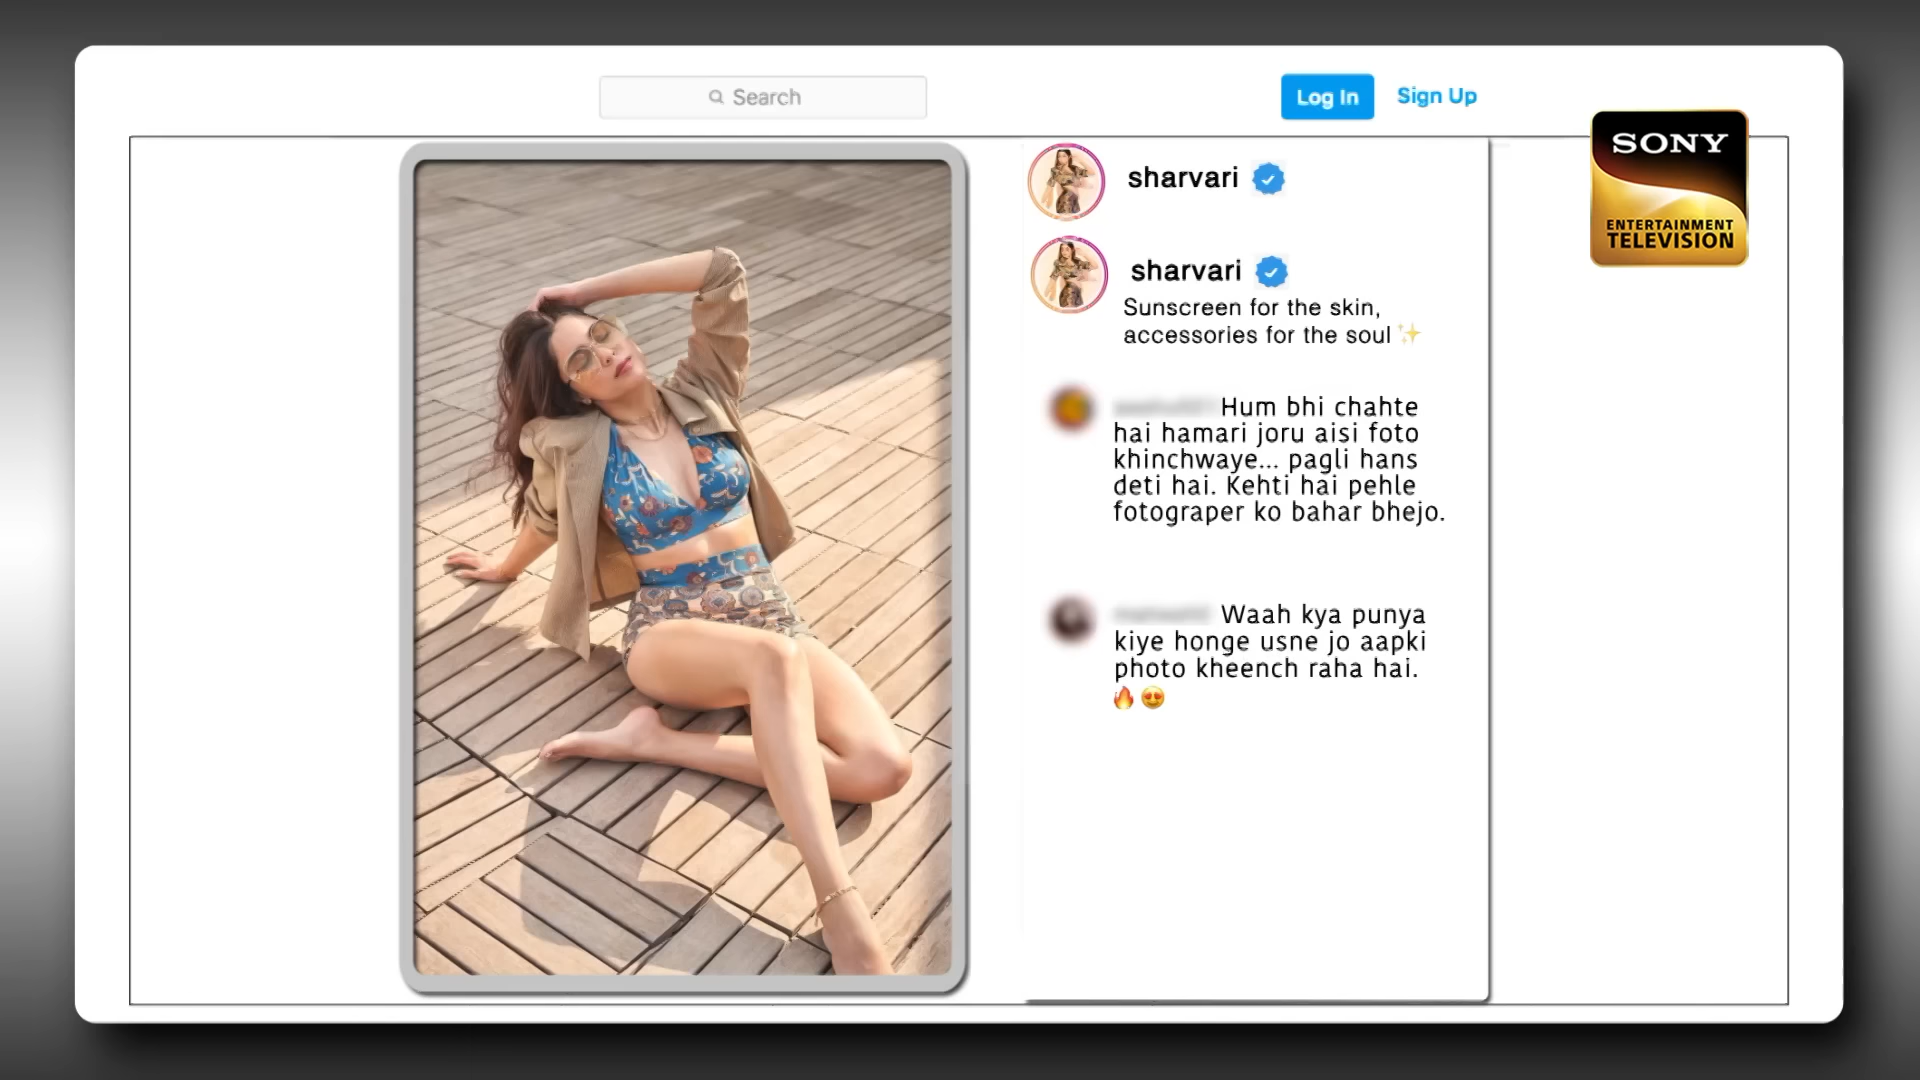 Search
Log In
Sign Up
SONY
ENTERTAINMENT
TELEVISION
sharvari
sharvari
Sunscreen for the skin,
accessories for the soul ✨
Hum bhi chahte
hai hamari joru aisi foto
khinchwaye... pagli hans
deti hai. Kehti hai pehle
fotograper ko bahar bhejo.
Waah kya punya
kiye honge usne jo aapki
photo kheench raha hai.
🔥😍